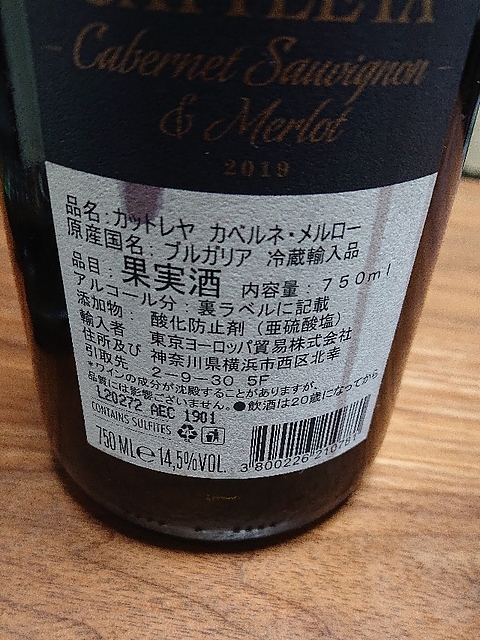 Cabernet Sauvignon
& Merlot
2019
品名:カットレヤ カベルネ・メルロー
原産国名:ブルガリア 冷蔵輸入品
品目:果実酒 内容量:750ml
アルコール分:裏ラベルに記載
添加物: 酸化防止剤(亜硫酸塩)
輸入者 東京ヨーロッパ貿易株式会社
住所及び 神奈川県横浜市西区北幸
引取先 2-9-30 5F
*ワインの成分が沈殿することがありますが、
品質には影響ございません。●飲酒は20歳になってから
L20272 AEC 1901
CONTAINS SULFITES
750 ML e 14,5%VOL.
3 800226 210781